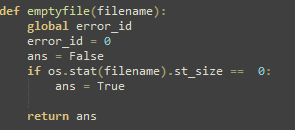 def emptyfile(filename):
    global error_id
    error_id = 0
    ans = False
    if os.stat(filename).st_size ==  0:
        ans = True

    return ans